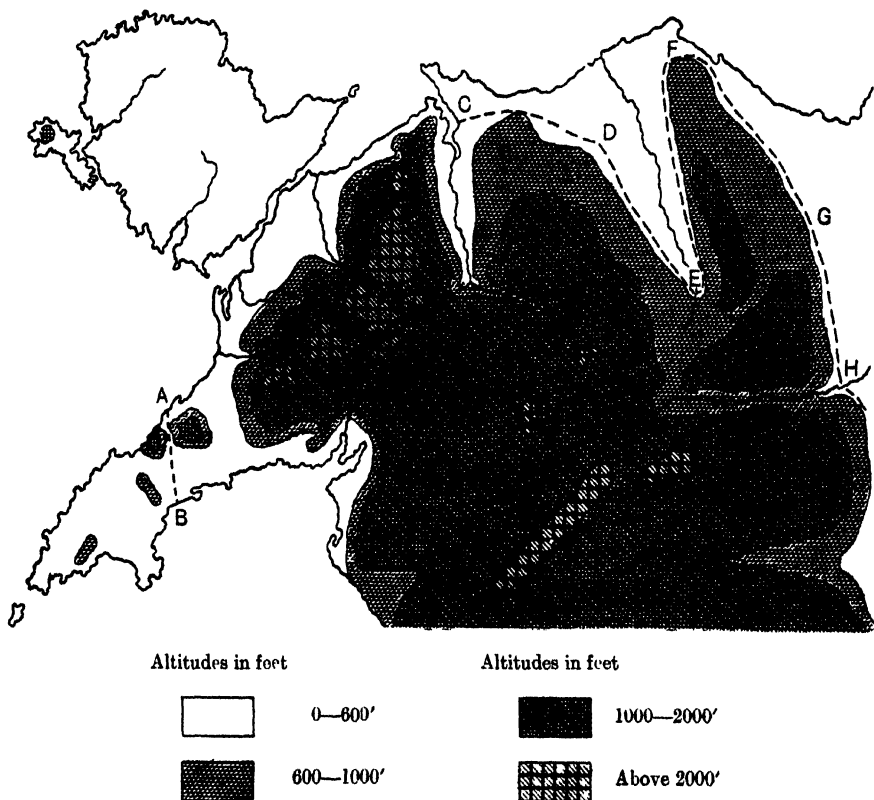 F
C
D
G
E
H
A
B
Altitudes in feet
Altitudes in feet
0—600′
1000—2000′
600—1000′
Above 2000′